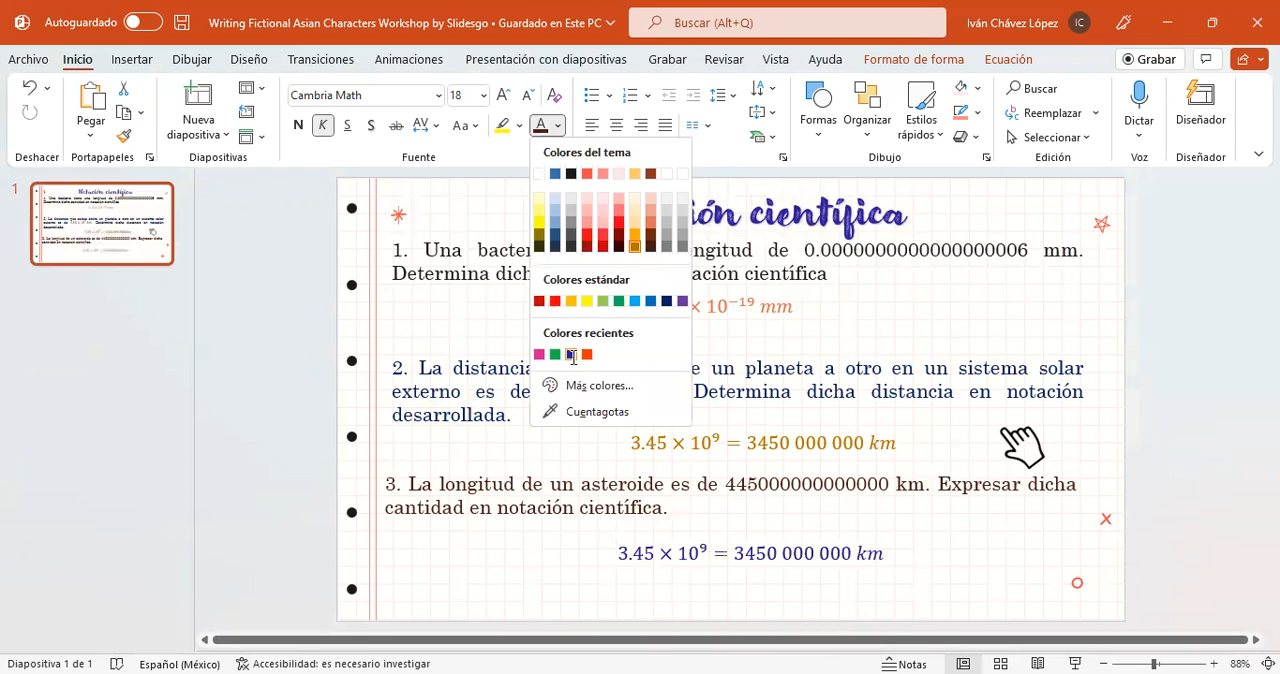 Autoguardado
Writing Fictional Asian Characters Workshop by Slidesgo • Guardado en Este PC
Buscar (Alt+Q)
Iván Chávez López
IC
Archivo Inicio Insertar Dibujar Diseño Transiciones Animaciones Presentación con diapositivas Grabar Revisar Vista Ayuda Formato de forma Ecuación
Grabar
Pegar
Nueva
diapositiva
Cambria Math
18
N K S S ab AV Aa A
Formas
Organizar
Estilos
rápidos
Buscar
Reemplazar
Seleccionar
Dictar
Diseñador
Deshacer Portapapeles Diapositivas Fuente Dibujo Edición Voz Diseñador
Colores del tema
Colores estándar
Colores recientes
Más colores...
Cuentagotas
1
Notación científica
ción científica
1. Una bacter ngitud de 0.0000000000000000006 mm.
Determina dich ación científica
× 10⁻¹⁹ mm
2. La distancia e un planeta a otro en un sistema solar
externo es de Determina dicha distancia en notación
desarrollada.
3.45 × 10⁹ = 3450 000 000 km
3. La longitud de un asteroide es de 445000000000000 km. Expresar dicha
cantidad en notación científica.
3.45 × 10⁹ = 3450 000 000 km
Diapositiva 1 de 1
Español (México)
Accesibilidad: es necesario investigar
Notas
88%